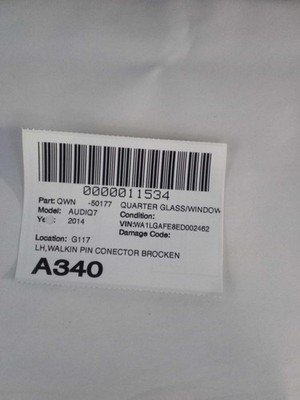 0000011534
Part: QWN -50177 QUARTER GLASS/WINDOW
Model: AUDIQ7 Condition:
2014 VIN:WA1LGAFE8ED002462
Damage Code:
Location: G117
LH,WALKIN PIN CONECTOR BROCKEN
A340